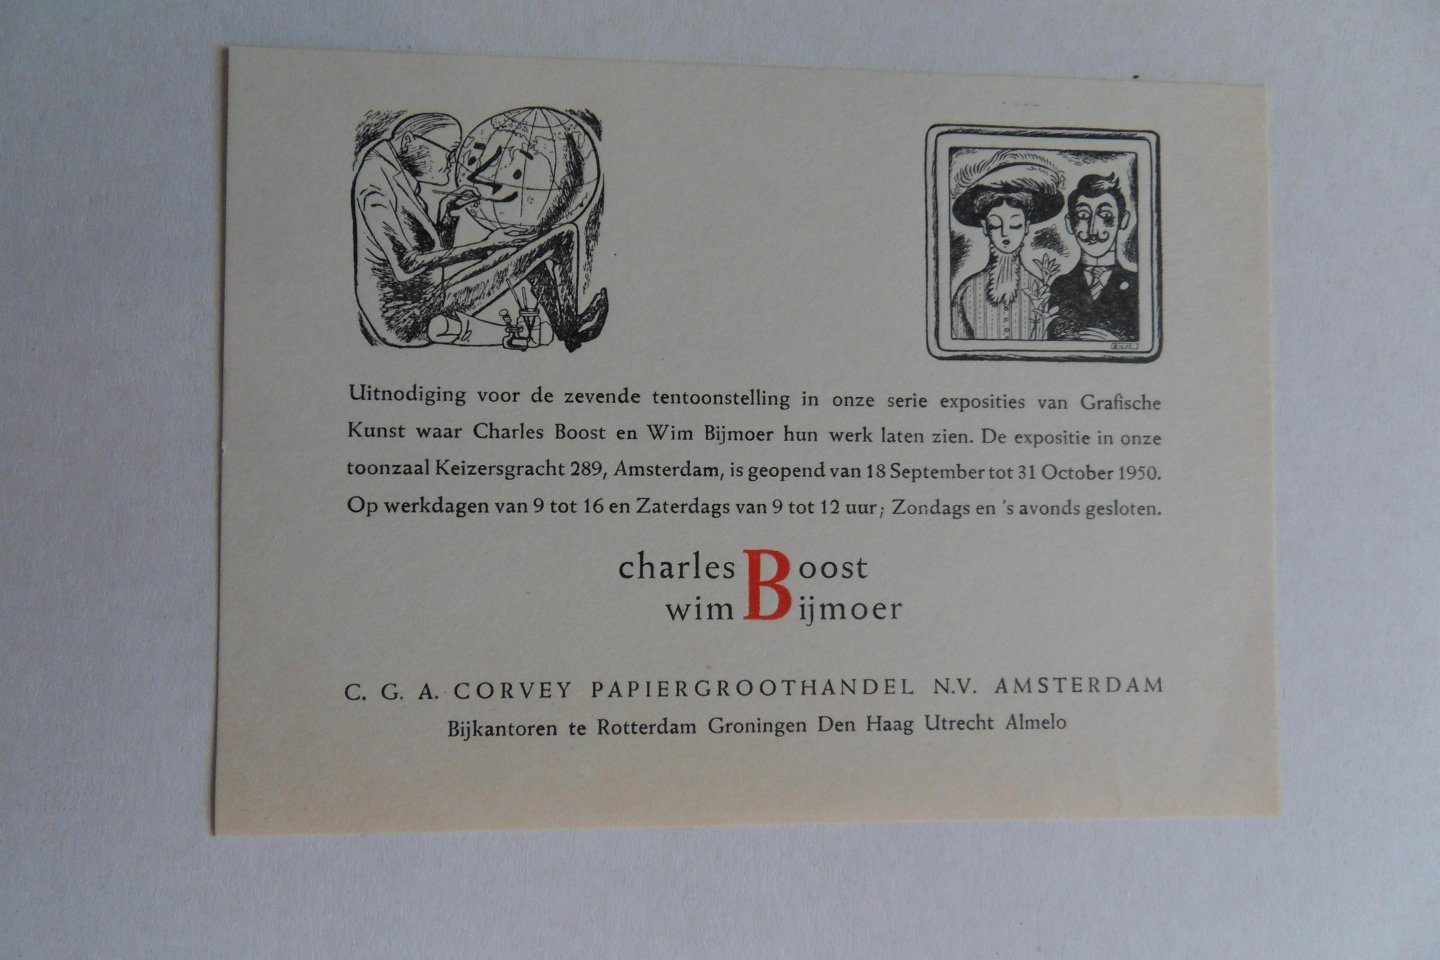 Uitnodiging voor de zevende tentoonstelling in onze serie exposities van Grafische
Kunst waar Charles Boost en Wim Bijmoer hun werk laten zien. De expositie in onze
toonzaal Keizersgracht 289, Amsterdam, is geopend van 18 September tot 31 October 1950.
Op werkdagen van 9 tot 16 en Zaterdags van 9 tot 12 uur; Zondags en 's avonds gesloten.
charles Boost
wim Bijmoer
C. G. A. CORVEY PAPIERGROOTHANDEL N.V. AMSTERDAM
Bijkantoren te Rotterdam Groningen Den Haag Utrecht Almelo